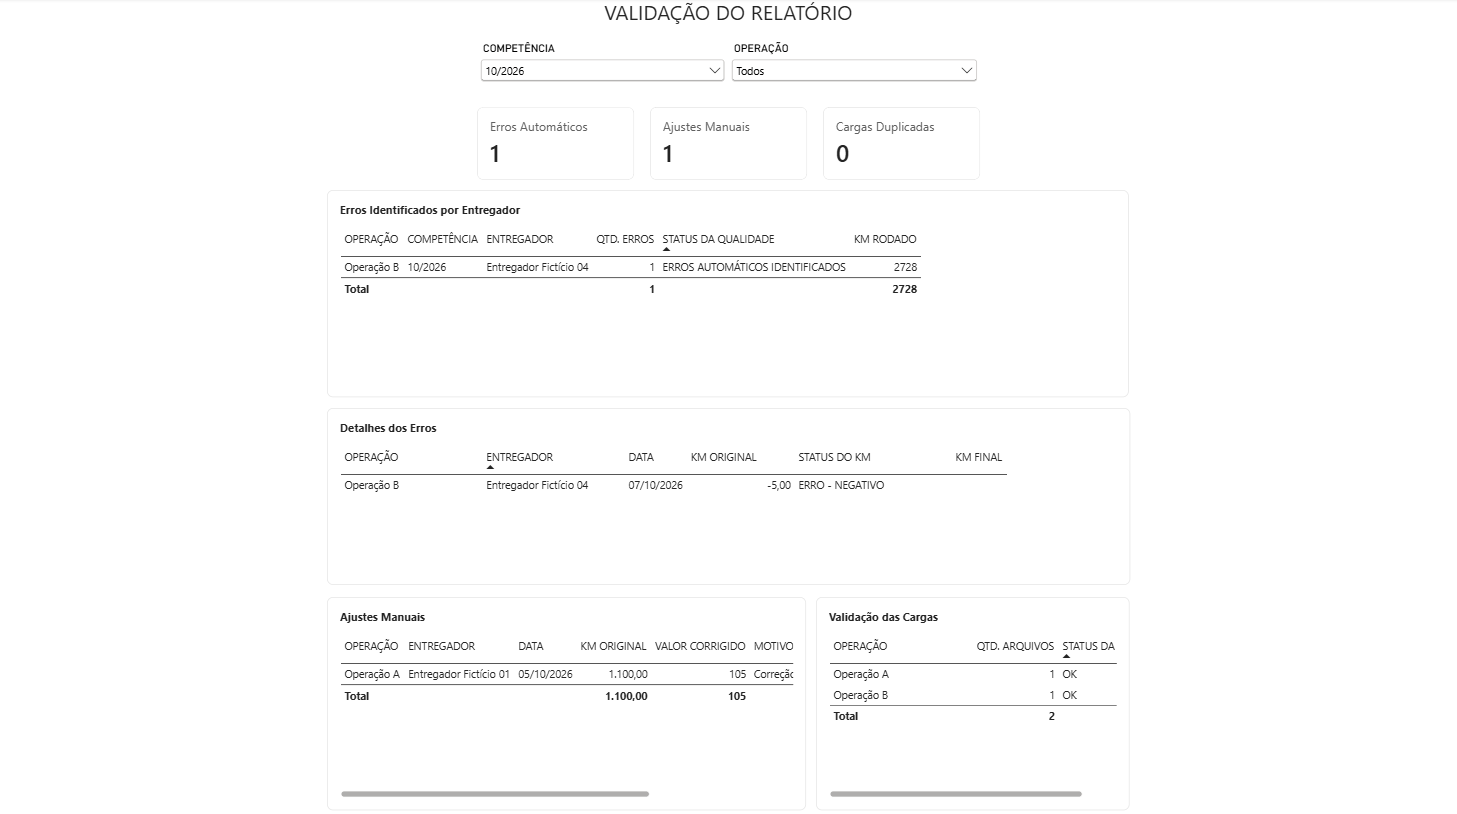 VALIDAÇÃO DO RELATÓRIO
COMPETÊNCIA OPERAÇÃO
10/2026 Todos
Erros Automáticos Ajustes Manuais Cargas Duplicadas
1 1 0
Erros Identificados por Entregador
OPERAÇÃO COMPETÊNCIA ENTREGADOR QTD. ERROS STATUS DA QUALIDADE KM RODADO
Operação B 10/2026 Entregador Fictício 04 1 ERROS AUTOMÁTICOS IDENTIFICADOS 2728
Total 1 2728
Detalhes dos Erros
OPERAÇÃO ENTREGADOR DATA KM ORIGINAL STATUS DO KM KM FINAL
Operação B Entregador Fictício 04 07/10/2026 -5,00 ERRO - NEGATIVO
Ajustes Manuais
OPERAÇÃO ENTREGADOR DATA KM ORIGINAL VALOR CORRIGIDO MOTIVO
Operação A Entregador Fictício 01 05/10/2026 1.100,00 105 Correçã
Total 1.100,00 105
Validação das Cargas
OPERAÇÃO QTD. ARQUIVOS STATUS DA
Operação A 1 OK
Operação B 1 OK
Total 2